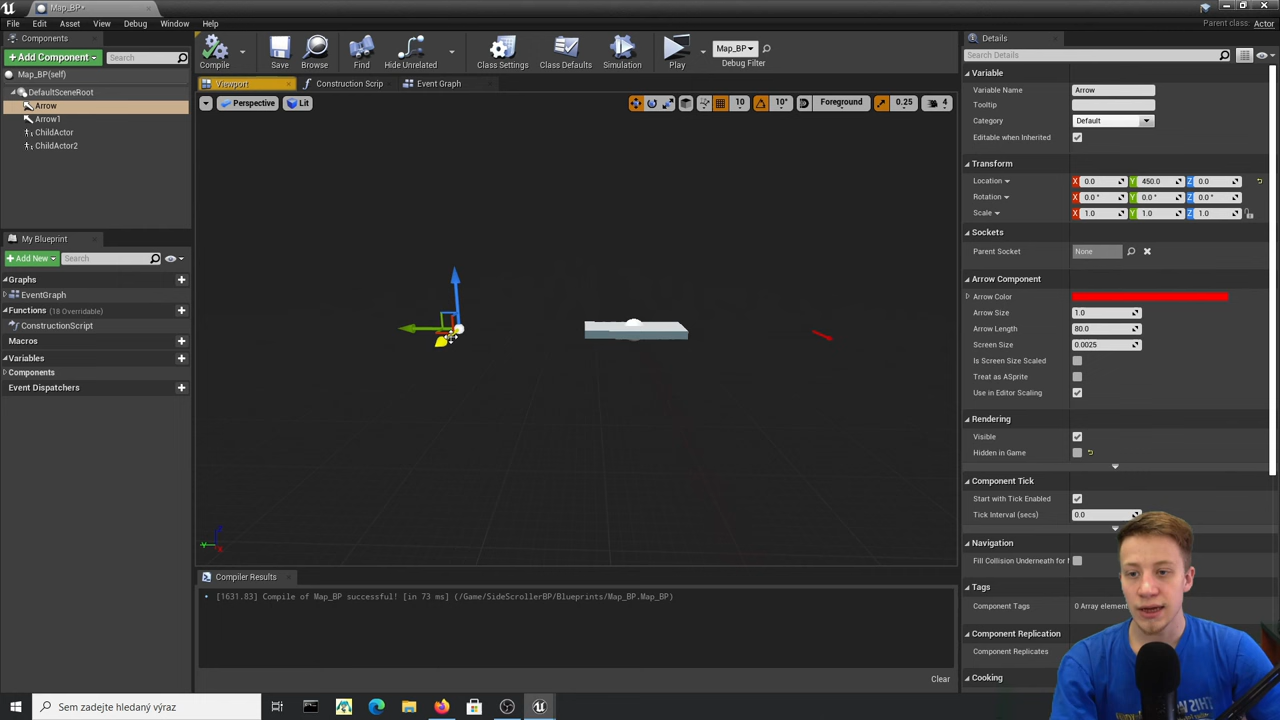 Map_BP*
File Edit Asset View Debug Window Help
Parent class: Actor
Components
+ Add Component
Search
Map_BP(self)
DefaultSceneRoot
Arrow
Arrow1
ChildActor
ChildActor2
My Blueprint
+ Add New
Search
Graphs
EventGraph
Functions (18 Overridable)
ConstructionScript
Macros
Variables
Components
Event Dispatchers
Compile
Save
Browse
Find
Hide Unrelated
Class Settings
Class Defaults
Simulation
Play
Map_BP
Debug Filter
Viewport
Construction Scrip
Event Graph
Perspective
Lit
10
10°
Foreground
0.25
4
Compiler Results
[1631.83] Compile of Map_BP successful! [in 73 ms] (/Game/SideScrollerBP/Blueprints/Map_BP.Map_BP)
Clear
Details
Search Details
Variable
Variable Name Arrow
Tooltip
Category Default
Editable when Inherited
Transform
Location X 0.0 Y 450.0 Z 0.0
Rotation X 0.0 ° Y 0.0 ° Z 0.0 °
Scale X 1.0 Y 1.0 Z 1.0
Sockets
Parent Socket None
Arrow Component
Arrow Color
Arrow Size 1.0
Arrow Length 80.0
Screen Size 0.0025
Is Screen Size Scaled
Treat as ASprite
Use in Editor Scaling
Rendering
Visible
Hidden in Game
Component Tick
Start with Tick Enabled
Tick Interval (secs) 0.0
Navigation
Fill Collision Underneath for
Tags
Component Tags 0 Array element
Component Replication
Component Replicates
Cooking
Sem zadejte hledaný výraz